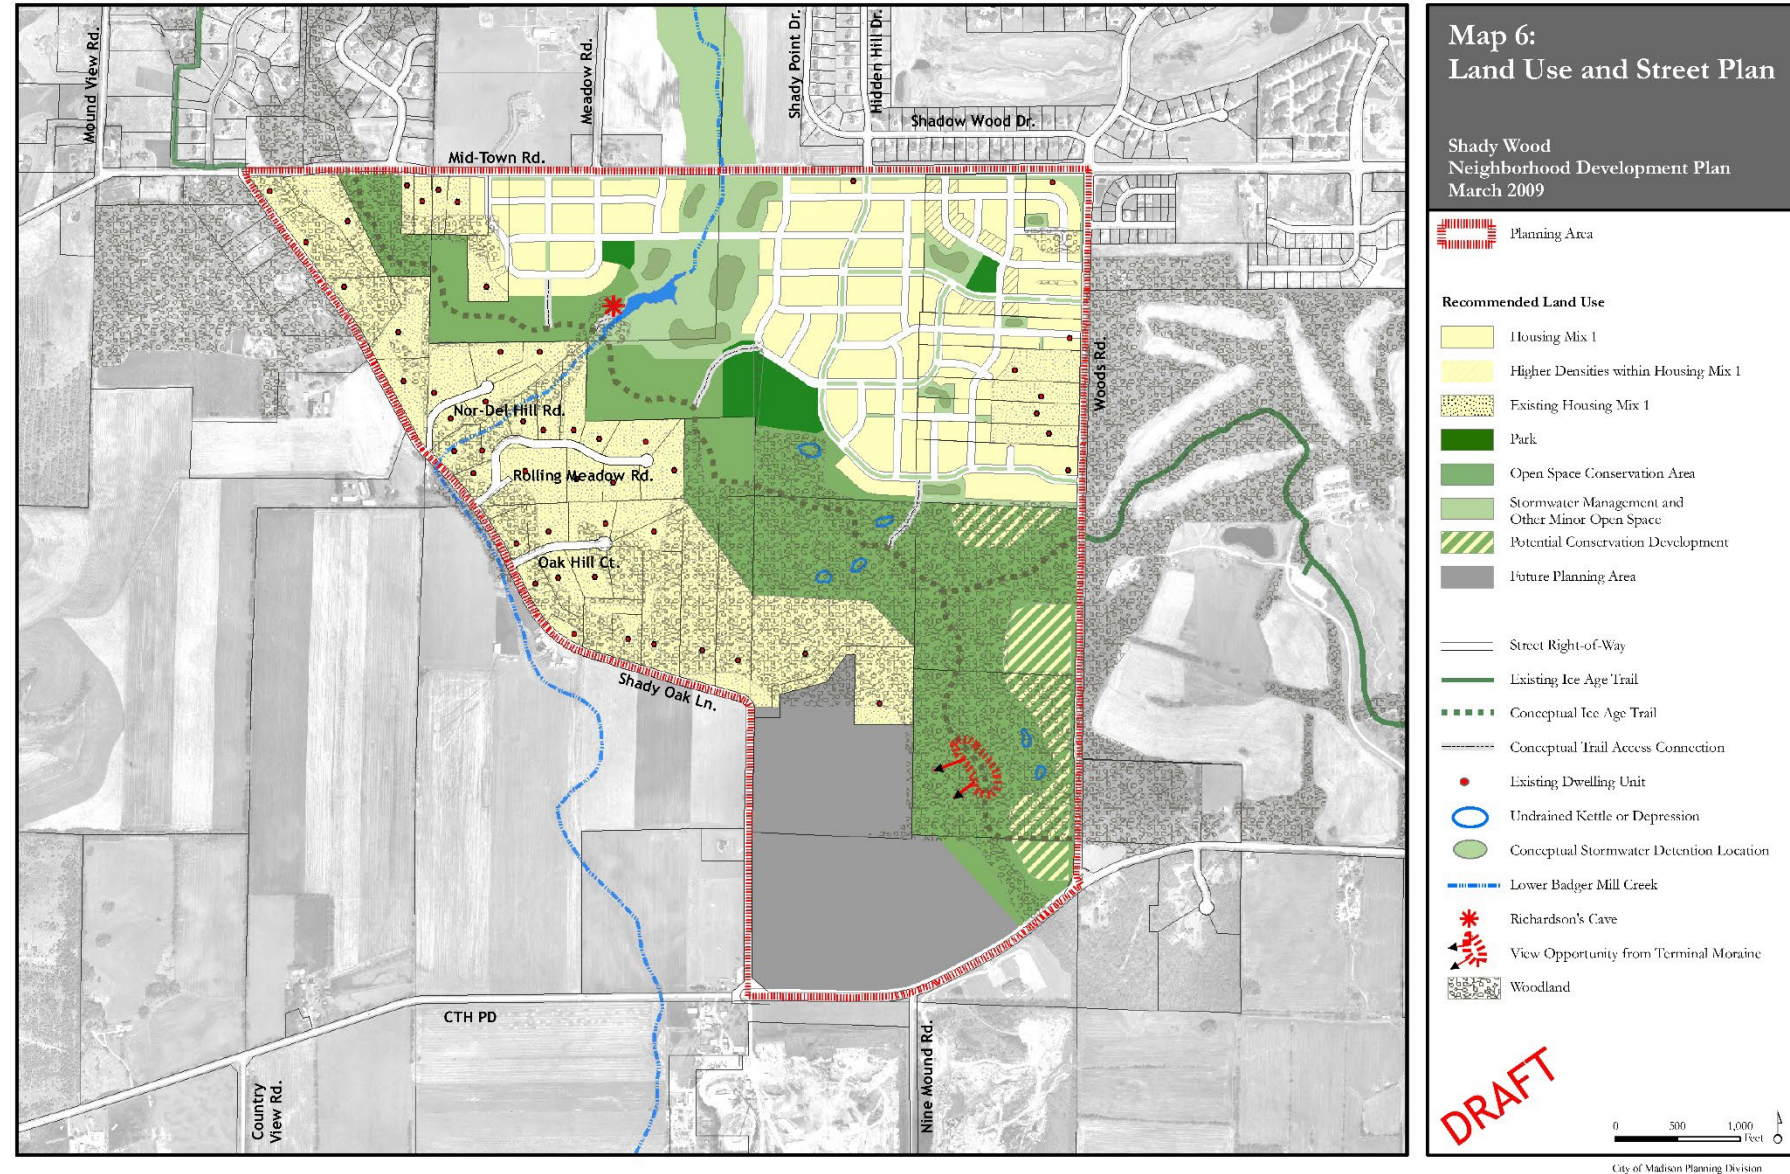 Map 6:
Land Use and Street Plan
Shady Wood
Neighborhood Development Plan
March 2009
Planning Area
Recommended Land Use
Housing Mix 1
Higher Densities within Housing Mix 1
Existing Housing Mix 1
Park
Open Space Conservation Area
Stormwater Management and
Other Minor Open Space
Potential Conservation Development
Future Planning Area
Street Right-of-Way
Existing Ice Age Trail
Conceptual Ice Age Trail
Conceptual Trail Access Connection
Existing Dwelling Unit
Undrained Kettle or Depression
Conceptual Stormwater Detention Location
Lower Badger Mill Creek
Richardson's Cave
View Opportunity from Terminal Moraine
Woodland
DRAFT
0 500 1,000
Feet
City of Madison Planning Division
Mound View Rd.
Meadow Rd.
Shady Point Dr.
Hidden Hill Dr.
Shadow Wood Dr.
Mid-Town Rd.
Woods Rd.
Nor-Del Hill Rd.
Rolling Meadow Rd.
Oak Hill Ct.
Shady Oak Ln.
CTH PD
Country
View Rd.
Nine Mound Rd.